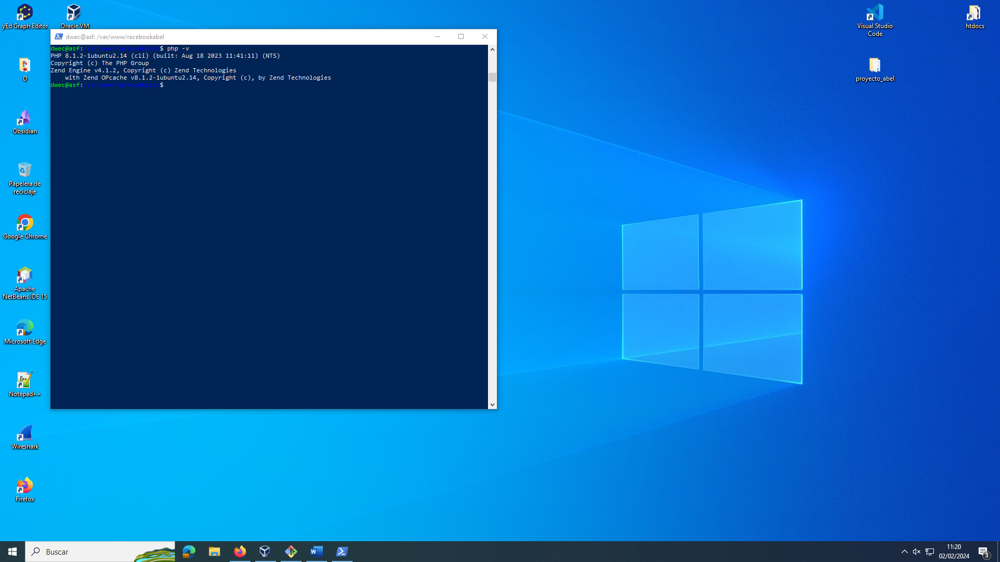 yEd Graph Editor
Oracle VM
Visual Studio
Code
htdocs
dwec@asf: /var/www/racebookabel
dwec@asf:/var/www/racebookabel$ php -v
PHP 8.1.2-1ubuntu2.14 (cli) (built: Aug 18 2023 11:41:11) (NTS)
Copyright (c) The PHP Group
Zend Engine v4.1.2, Copyright (c) Zend Technologies
with Zend OPcache v8.1.2-1ubuntu2.14, Copyright (c), by Zend Technologies
dwec@asf:/var/www/racebookabel$
D
proyecto_abel
Obsidian
Papelera de
reciclaje
Google Chrome
Apache
NetBeans IDE 15
Microsoft Edge
Notepad++
Wireshark
Firefox
Buscar
11:20
02/02/2024
3